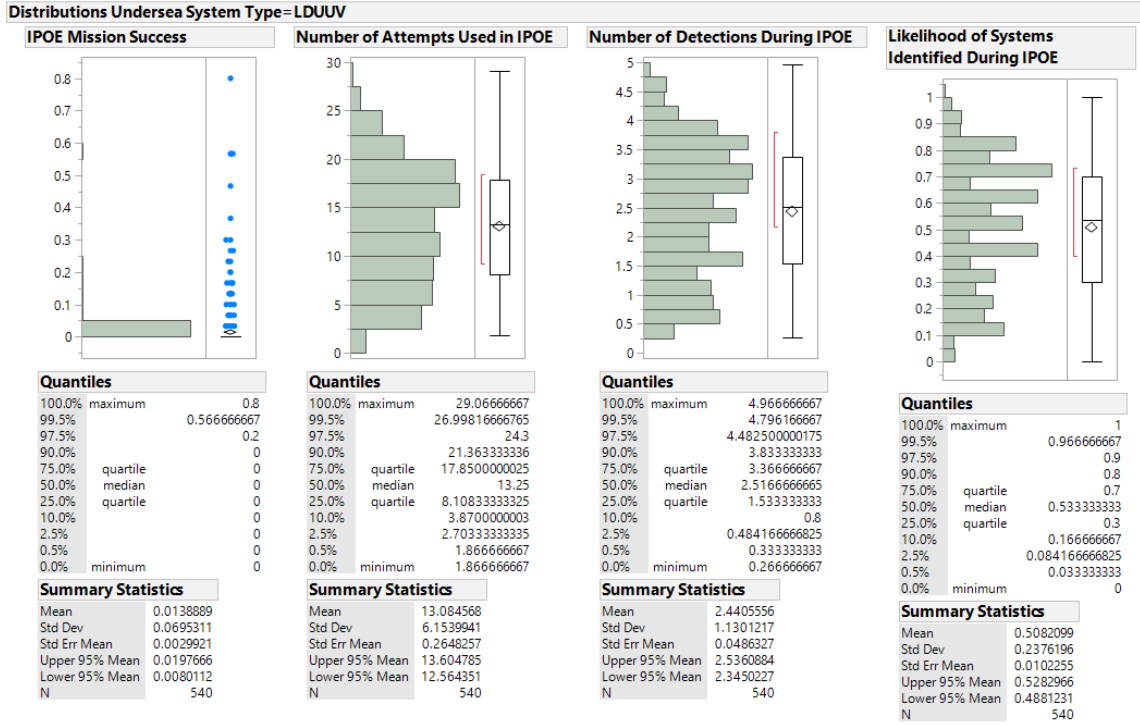 Distributions Undersea System Type=LDUUV
IPOE Mission Success
0.8
0.7
0.6
0.5
0.4
0.3
0.2
0.1
0
Quantiles
100.0% maximum 0.8
99.5% 0.566666667
97.5% 0.2
90.0% 0
75.0% quartile 0
50.0% median 0
25.0% quartile 0
10.0% 0
2.5% 0
0.5% 0
0.0% minimum 0
Summary Statistics
Mean 0.0138889
Std Dev 0.0695311
Std Err Mean 0.0029921
Upper 95% Mean 0.0197666
Lower 95% Mean 0.0080112
N 540
Number of Attempts Used in IPOE
30
25
20
15
10
5
0
Quantiles
100.0% maximum 29.06666667
99.5% 26.99816666765
97.5% 24.3
90.0% 21.363333336
75.0% quartile 17.8500000025
50.0% median 13.25
25.0% quartile 8.10833333325
10.0% 3.8700000003
2.5% 2.70333333335
0.5% 1.866666667
0.0% minimum 1.866666667
Summary Statistics
Mean 13.084568
Std Dev 6.1539941
Std Err Mean 0.2648257
Upper 95% Mean 13.604785
Lower 95% Mean 12.564351
N 540
Number of Detections During IPOE
5
4.5
4
3.5
3
2.5
2
1.5
1
0.5
0
Quantiles
100.0% maximum 4.966666667
99.5% 4.796166667
97.5% 4.482500000175
90.0% 3.833333333
75.0% quartile 3.366666667
50.0% median 2.5166666665
25.0% quartile 1.533333333
10.0% 0.8
2.5% 0.484166666825
0.5% 0.333333333
0.0% minimum 0.266666667
Summary Statistics
Mean 2.4405556
Std Dev 1.1301217
Std Err Mean 0.0486327
Upper 95% Mean 2.5360884
Lower 95% Mean 2.3450227
N 540
Likelihood of Systems
Identified During IPOE
1
0.9
0.8
0.7
0.6
0.5
0.4
0.3
0.2
0.1
0
Quantiles
100.0% maximum 1
99.5% 0.966666667
97.5% 0.9
90.0% 0.8
75.0% quartile 0.7
50.0% median 0.533333333
25.0% quartile 0.3
10.0% 0.166666667
2.5% 0.084166666825
0.5% 0.033333333
0.0% minimum 0
Summary Statistics
Mean 0.5082099
Std Dev 0.2376196
Std Err Mean 0.0102255
Upper 95% Mean 0.5282966
Lower 95% Mean 0.4881231
N 540